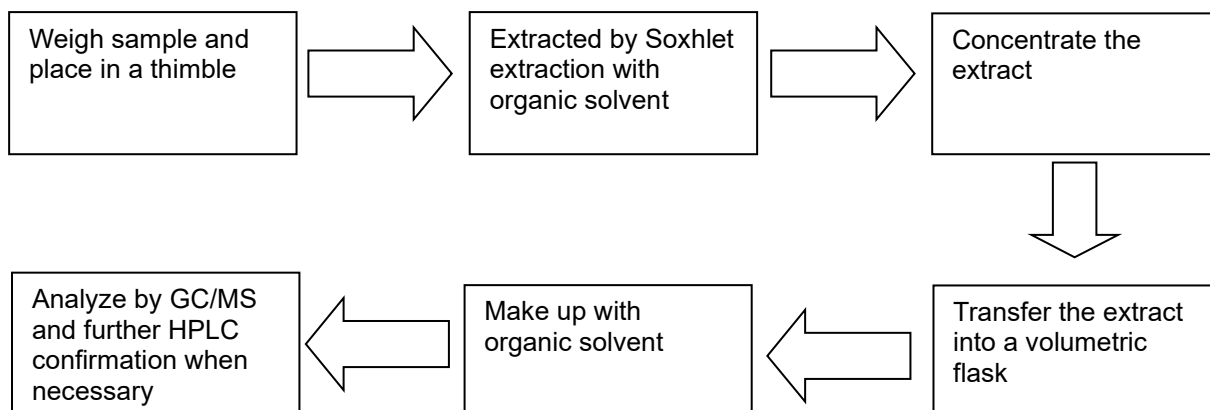 Weigh sample and
place in a thimble
Extracted by Soxhlet
extraction with
organic solvent
Concentrate the
extract
Transfer the extract
into a volumetric
flask
Make up with
organic solvent
Analyze by GC/MS
and further HPLC
confirmation when
necessary